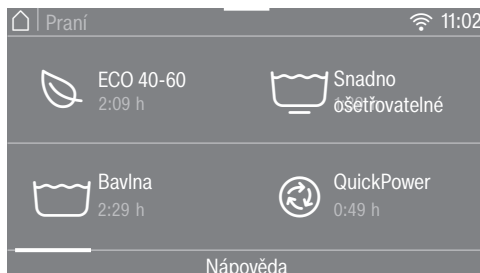 Praní
11:02
ECO 40-60
2:09 h
Snadno
ošetřovatelné
Bavlna
2:29 h
QuickPower
0:49 h
Nápověda